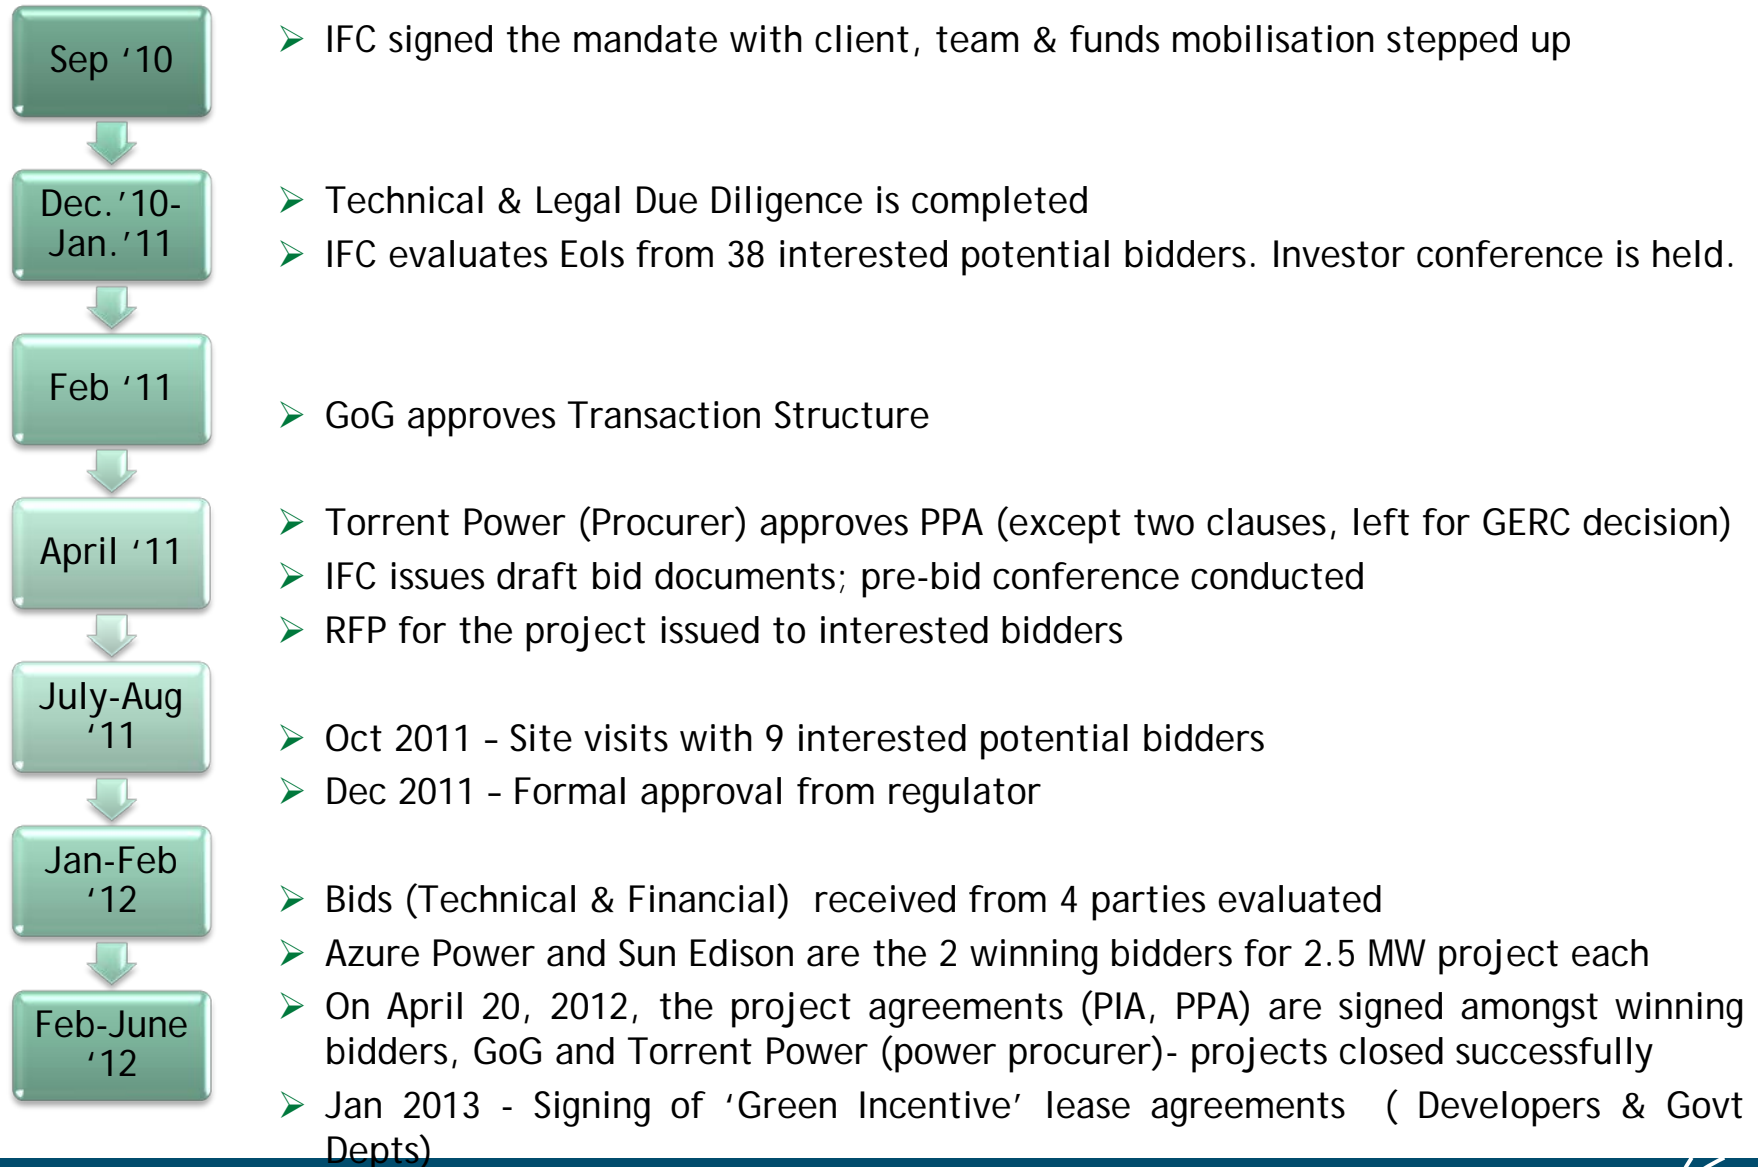 Sep ‘10
➢ IFC signed the mandate with client, team & funds mobilisation stepped up
Dec.’10-
Jan.’11
➢ Technical & Legal Due Diligence is completed
➢ IFC evaluates EoIs from 38 interested potential bidders. Investor conference is held.
Feb ‘11
➢ GoG approves Transaction Structure
April ‘11
➢ Torrent Power (Procurer) approves PPA (except two clauses, left for GERC decision)
➢ IFC issues draft bid documents; pre-bid conference conducted
➢ RFP for the project issued to interested bidders
July-Aug
‘11
➢ Oct 2011 – Site visits with 9 interested potential bidders
➢ Dec 2011 – Formal approval from regulator
Jan-Feb
‘12
➢ Bids (Technical & Financial) received from 4 parties evaluated
➢ Azure Power and Sun Edison are the 2 winning bidders for 2.5 MW project each
Feb-June
‘12
➢ On April 20, 2012, the project agreements (PIA, PPA) are signed amongst winning
bidders, GoG and Torrent Power (power procurer)- projects closed successfully
➢ Jan 2013 - Signing of ‘Green Incentive’ lease agreements ( Developers & Govt
Depts)